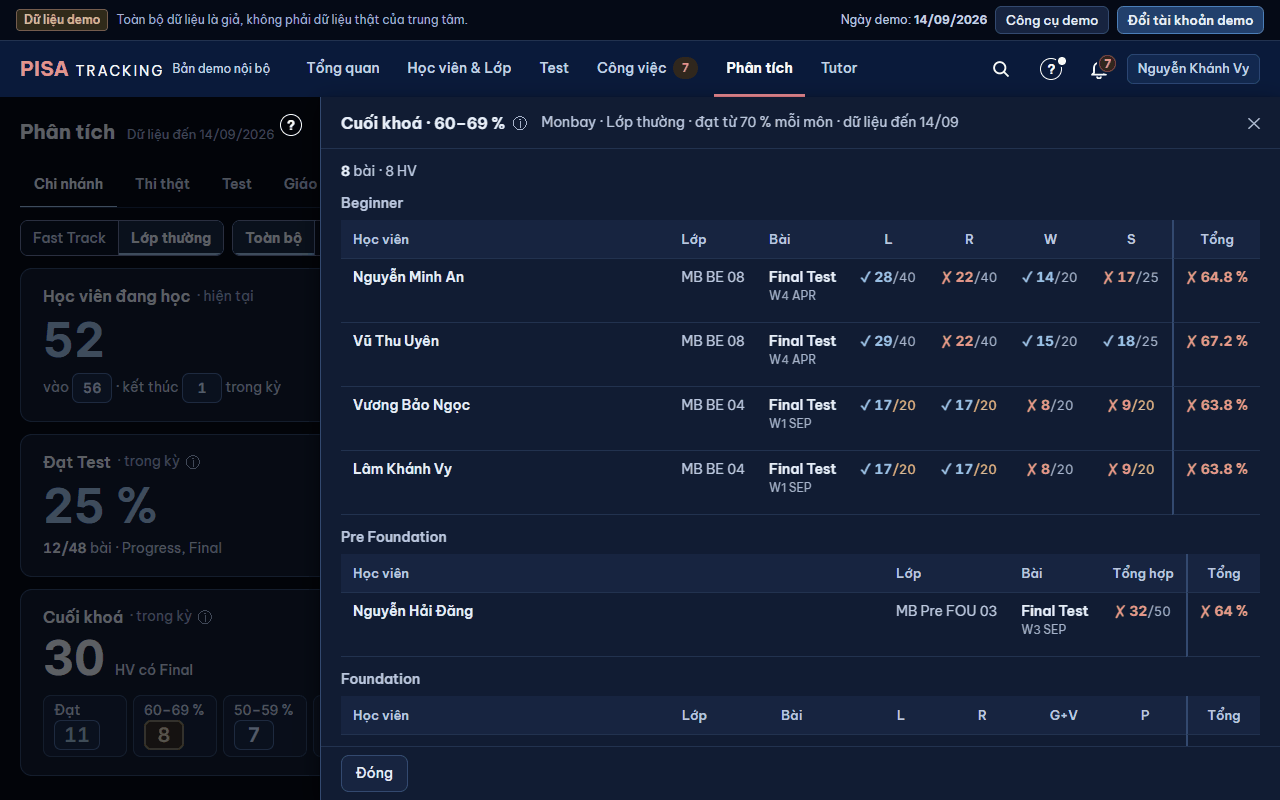 Dữ liệu demo Toàn bộ dữ liệu là giả, không phải dữ liệu thật của trung tâm. Ngày demo: 14/09/2026 Công cụ demo Đổi tài khoản demo
PISA TRACKING Bản demo nội bộ Tổng quan Học viên & Lớp Test Công việc 7 Phân tích Tutor ? 7 Nguyễn Khánh Vy
Phân tích Dữ liệu đến 14/09/2026 ?
Chi nhánh Thi thật Test Giáo
Fast Track Lớp thường Toàn bộ
Học viên đang học · hiện tại
52
vào 56 · kết thúc 1 trong kỳ
Đạt Test · trong kỳ ⓘ
25 %
12/48 bài · Progress, Final
Cuối khoá · trong kỳ ⓘ
30 HV có Final
Đạt 60–69 % 50–59 %
11 8 7
Cuối khoá · 60–69 % ⓘ Monbay · Lớp thường · đạt từ 70 % mỗi môn · dữ liệu đến 14/09
8 bài · 8 HV
Beginner
Học viên Lớp Bài L R W S Tổng
Nguyễn Minh An MB BE 08 Final Test ✓ 28/40 ✗ 22/40 ✓ 14/20 ✗ 17/25 ✗ 64.8 %
W4 APR
Vũ Thu Uyên MB BE 08 Final Test ✓ 29/40 ✗ 22/40 ✓ 15/20 ✓ 18/25 ✗ 67.2 %
W4 APR
Vương Bảo Ngọc MB BE 04 Final Test ✓ 17/20 ✓ 17/20 ✗ 8/20 ✗ 9/20 ✗ 63.8 %
W1 SEP
Lâm Khánh Vy MB BE 04 Final Test ✓ 17/20 ✓ 17/20 ✗ 8/20 ✗ 9/20 ✗ 63.8 %
W1 SEP
Pre Foundation
Học viên Lớp Bài Tổng hợp Tổng
Nguyễn Hải Đăng MB Pre FOU 03 Final Test ✗ 32/50 ✗ 64 %
W3 SEP
Foundation
Học viên Lớp Bài L R G+V P Tổng
Đóng